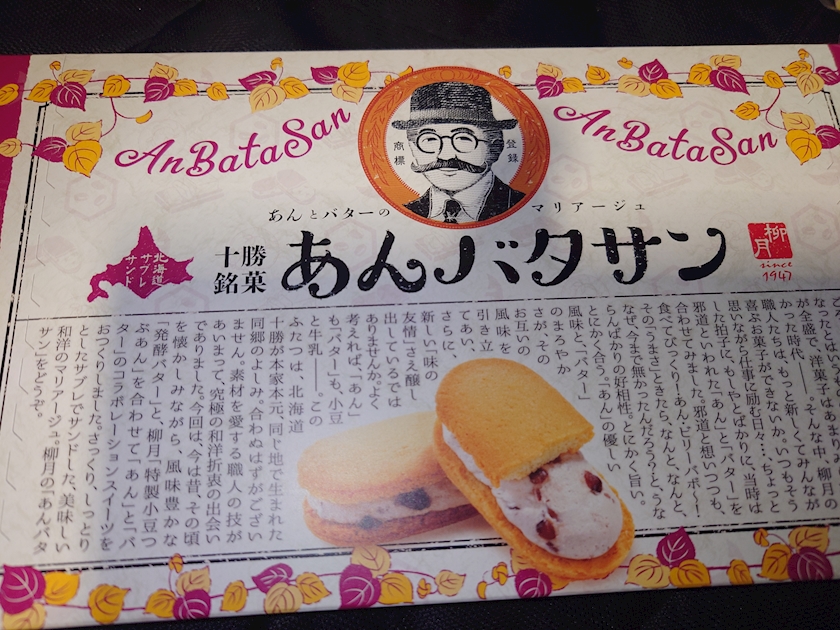 AnBataSan
商標
登録
AnBataSan
あんとバターの
マリアージュ
北海道
サブレ
サンド
十勝
銘菓
あんバタサン
柳月
since
1947
が全盛で、洋菓子は
かった時代――。そんな中、柳月の
職人たちは、もっと新しくてみんなが
喜ぶお菓子ができないか、いつもそう
思いながら仕事に励む日々…。ちょっと
した拍子に、もしやとばかりに、当時は
邪道といわれた「あん」と「バター」を
合わせてみました。邪道と想いつつも、
食べてびっくり!あん・ビリー・バボ〜!
その「うまさ」ときたら、なんと、なんと、
なぜ、今まで無かったんだろう?とうな
らんばかりの好相性。とにかく旨い。
とにかく合う。「あん」の優しい
風味と、「バター」
のまろやか
さが、その
お互いの
風味を
引き立
てあい、
さらに、
新しい「味の
友情」さえ醸し
出しているでは
ありませんか。よく
考えれば、「あん」
も「バター」も、小豆
と牛乳――。この
ふたつは、北海道
十勝が本家本元。同じ地で生まれた
同郷のよしみ。合わぬはずがござい
ません。素材を愛する職人の技が
あいまって、究極の和洋折衷の出会い
でありました。今回は、今は昔、その頃
を懐かしみながら、風味豊かな
「発酵バター」と、柳月「特製小豆つ
ぶあん」を合わせて「あん」と「バ
ター」のコラボレーションスイーツを
おつくりしました。さっくり、しっとり
としたサブレでサンドした、美味しい
和洋のマリアージュ。柳月の「あんバタ
サン」をどうぞ。